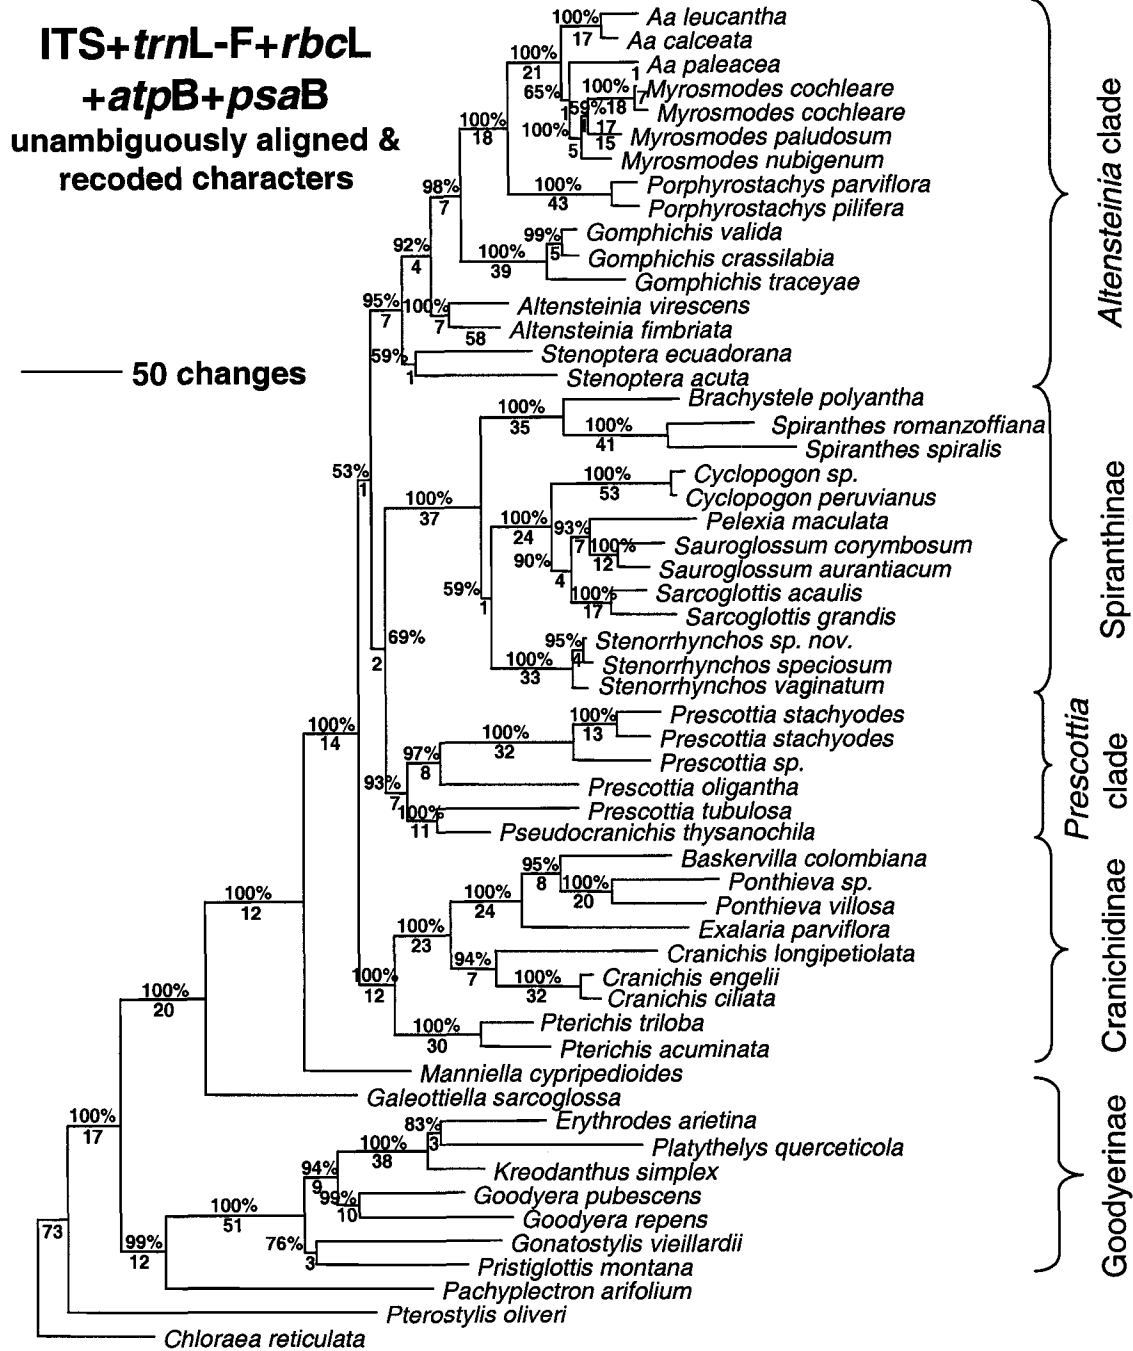 ITS+trnL-F+rbcL
+atpB+psaB
unambiguously aligned &
recoded characters
50 changes
100%
17
Aa leucantha
Aa calceata
100%
21
65%
1
Aa paleacea
1
100%
18
7
Myrosmodes cochleare
Myrosmodes cochleare
59%
17
15
Myrosmodes paludosum
100%
5
Myrosmodes nubigenum
100%
18
100%
43
Porphyrostachys parviflora
Porphyrostachys pilifera
98%
7
99%
5
Gomphichis valida
Gomphichis crassilabia
100%
39
Gomphichis traceyae
92%
4
100%
7
Altensteinia virescens
58
Altensteinia fimbriata
95%
7
59%
1
Stenoptera ecuadorana
Stenoptera acuta
Altensteinia clade
100%
35
Brachystele polyantha
100%
41
Spiranthes romanzoffiana
Spiranthes spiralis
53%
1
100%
37
100%
53
Cyclopogon sp.
Cyclopogon peruvianus
100%
24
93%
7
Pelexia maculata
100%
12
Sauroglossum corymbosum
Sauroglossum aurantiacum
90%
4
100%
17
Sarcoglottis acaulis
Sarcoglottis grandis
59%
1
95%
4
Stenorrhynchos sp. nov.
Stenorrhynchos speciosum
100%
33
Stenorrhynchos vaginatum
Spiranthinae
69%
2
100%
14
100%
13
Prescottia stachyodes
Prescottia stachyodes
100%
32
Prescottia sp.
97%
8
Prescottia oligantha
93%
7
100%
11
Prescottia tubulosa
Pseudocranichis thysanochila
Prescottia
clade
95%
8
Baskervilla colombiana
100%
20
Ponthieva sp.
Ponthieva villosa
100%
24
Exalaria parviflora
100%
12
100%
23
94%
7
Cranichis longipetiolata
100%
32
Cranichis engelii
Cranichis ciliata
100%
12
100%
30
Pterichis triloba
Pterichis acuminata
Cranichidinae
100%
20
Manniella cypripedioides
Galeottiella sarcoglossa
100%
17
83%
3
Erythrodes arietina
Platythelys querceticola
100%
38
Kreodanthus simplex
94%
9
99%
10
Goodyera pubescens
Goodyera repens
100%
51
76%
3
Gonatostylis vieillardii
Pristiglottis montana
Goodyerinae
73
99%
12
Pachyplectron arifolium
Pterostylis oliveri
Chloraea reticulata